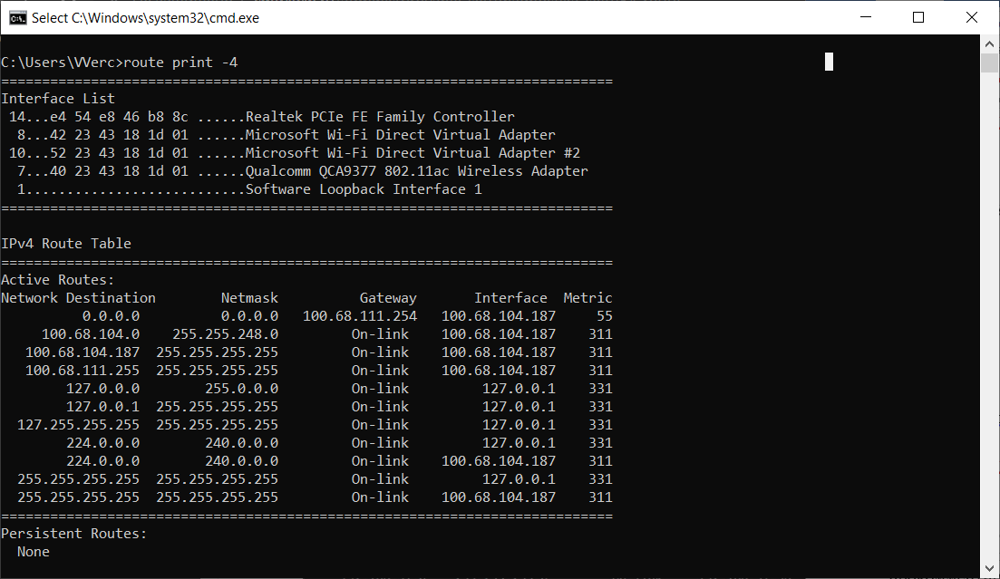 Select C:\Windows\system32\cmd.exe
C:\Users\VVerc>route print -4
===========================================================================
Interface List
 14...e4 54 e8 46 b8 8c ......Realtek PCIe FE Family Controller
  8...42 23 43 18 1d 01 ......Microsoft Wi-Fi Direct Virtual Adapter
 10...52 23 43 18 1d 01 ......Microsoft Wi-Fi Direct Virtual Adapter #2
  7...40 23 43 18 1d 01 ......Qualcomm QCA9377 802.11ac Wireless Adapter
  1...........................Software Loopback Interface 1
===========================================================================
IPv4 Route Table
===========================================================================
Active Routes:
Network Destination        Netmask          Gateway       Interface  Metric
          0.0.0.0          0.0.0.0   100.68.111.254   100.68.104.187     55
     100.68.104.0    255.255.248.0         On-link    100.68.104.187    311
   100.68.104.187  255.255.255.255         On-link    100.68.104.187    311
   100.68.111.255  255.255.255.255         On-link    100.68.104.187    311
        127.0.0.0        255.0.0.0         On-link         127.0.0.1    331
        127.0.0.1  255.255.255.255         On-link         127.0.0.1    331
  127.255.255.255  255.255.255.255         On-link         127.0.0.1    331
        224.0.0.0        240.0.0.0         On-link         127.0.0.1    331
        224.0.0.0        240.0.0.0         On-link    100.68.104.187    311
  255.255.255.255  255.255.255.255         On-link         127.0.0.1    331
  255.255.255.255  255.255.255.255         On-link    100.68.104.187    311
===========================================================================
Persistent Routes:
  None